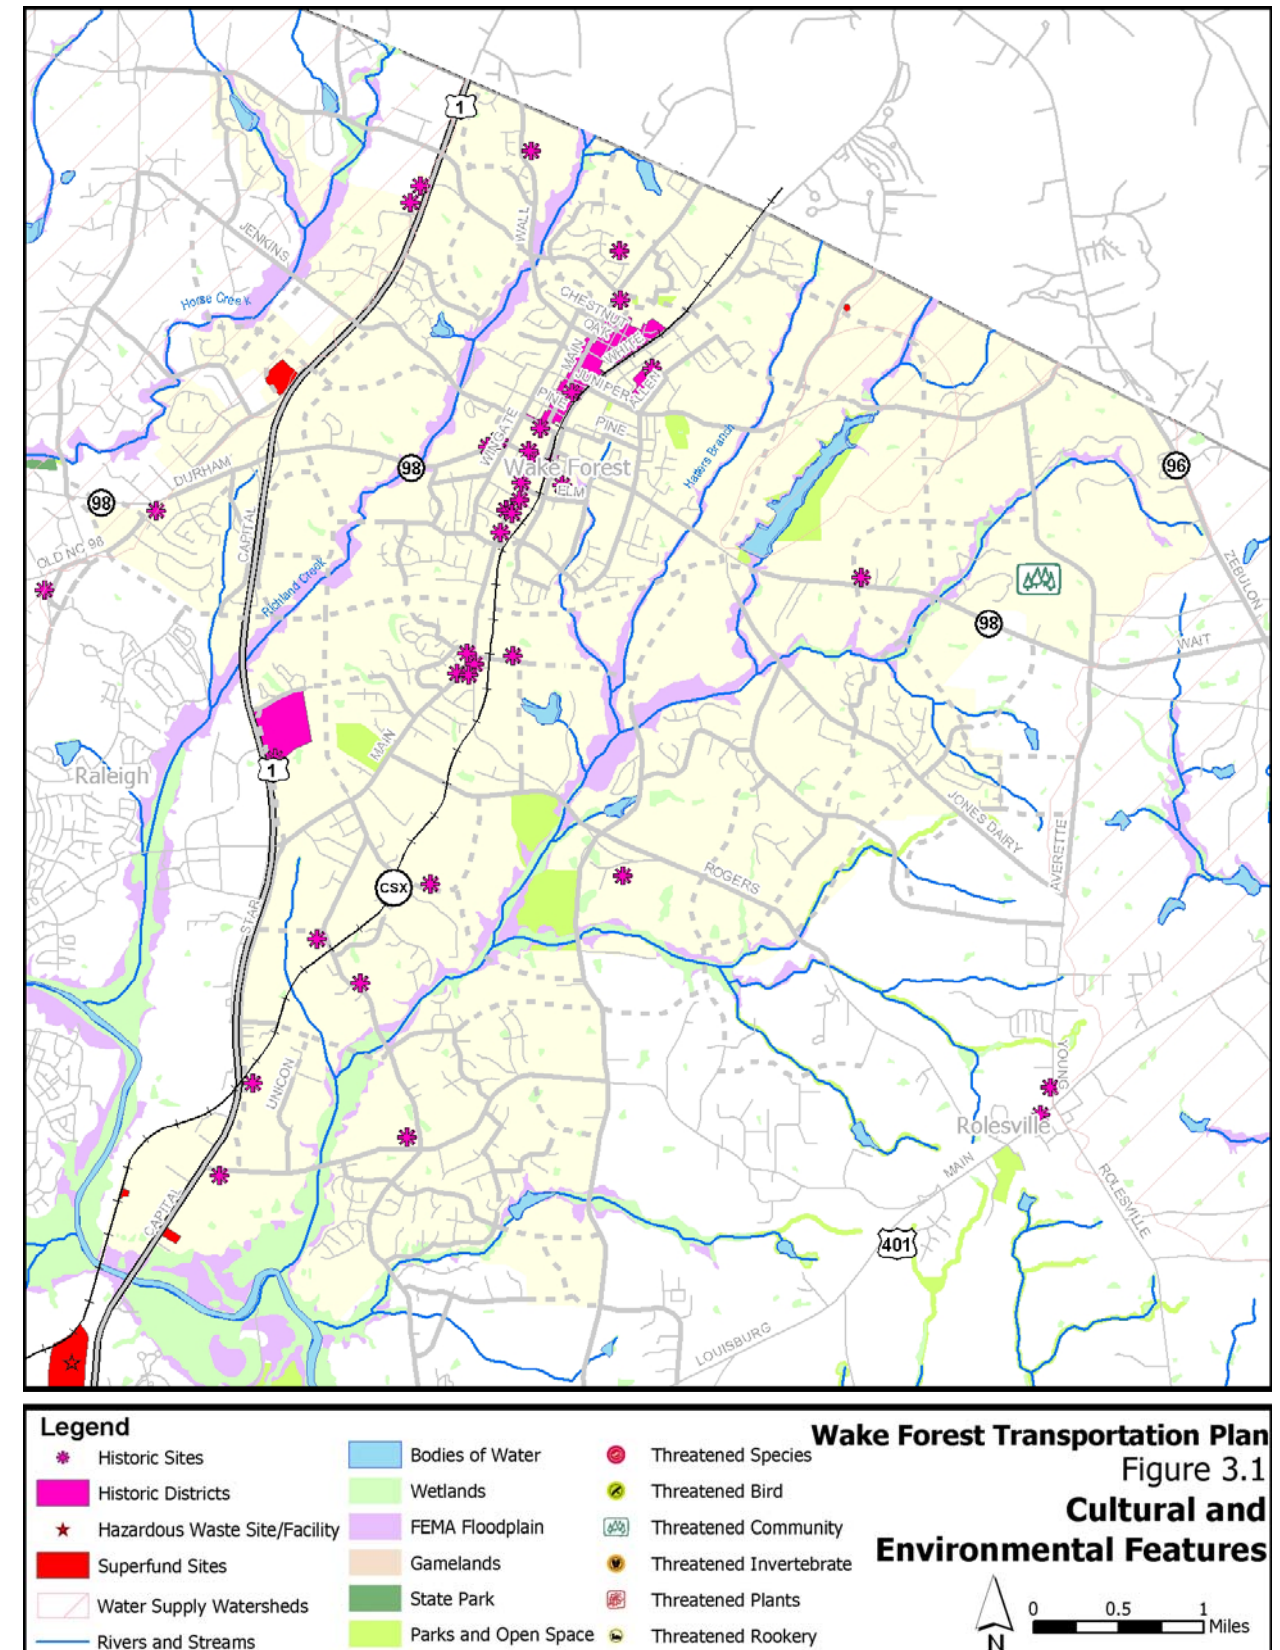 1
WALL
JENKINS
Horse Creek
CHESTNUT
OAK
WHITE
MAIN
JUNIPER
ALLEN
PINE
PINE
WINGATE
Hatters Branch
DURHAM
98
98
96
Wake Forest
ELM
CAPITAL
OLD NC 98
Richland Creek
ZEBULON
98
WAIT
MAIN
1
Raleigh
JONES DAIRY
AVERETTE
ROGERS
CSX
STAR
YOUNG
UNICON
Rolesville
MAIN
ROLESVILLE
CAPITAL
401
LOUISBURG
Legend
Historic Sites
Historic Districts
Hazardous Waste Site/Facility
Superfund Sites
Water Supply Watersheds
Rivers and Streams
Bodies of Water
Wetlands
FEMA Floodplain
Gamelands
State Park
Parks and Open Space
Threatened Species
Threatened Bird
Threatened Community
Threatened Invertebrate
Threatened Plants
Threatened Rookery
Wake Forest Transportation Plan
Figure 3.1
Cultural and
Environmental Features
0 0.5 1
Miles
N